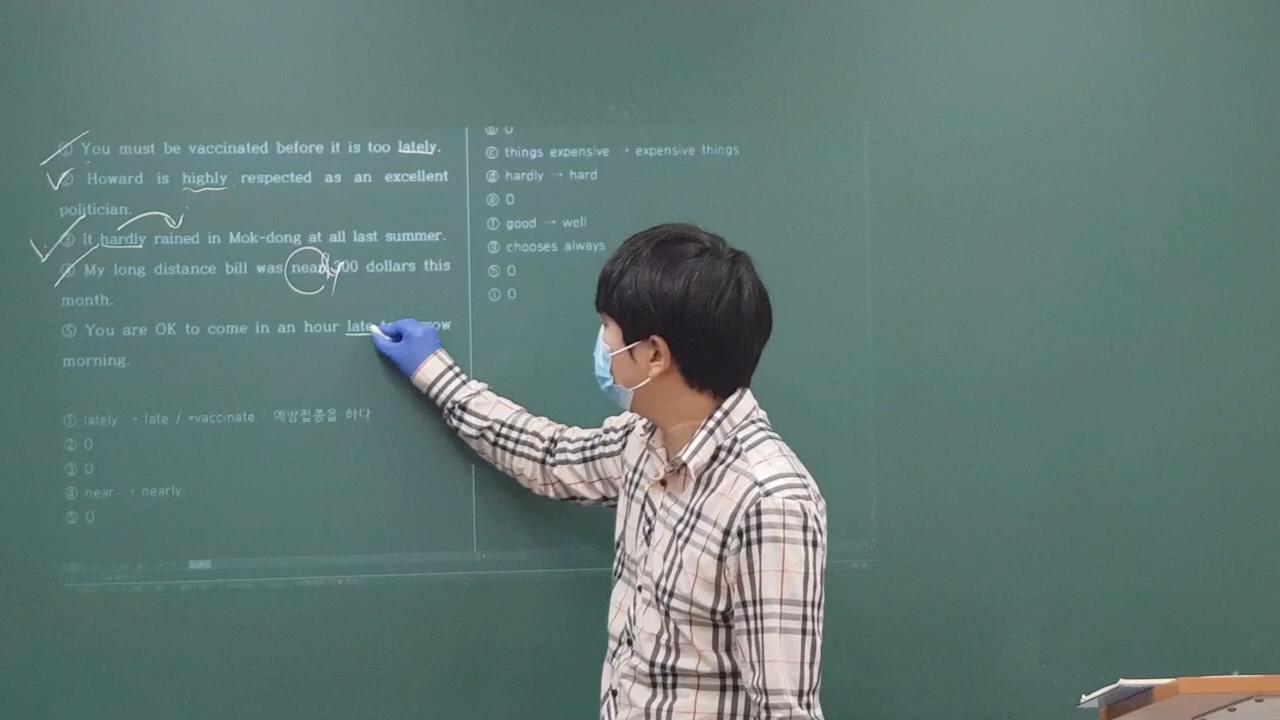 ① You must be vaccinated before it is too lately.
② Howard is highly respected as an excellent
politician.
③ It hardly rained in Mok-dong at all last summer.
④ My long distance bill was near 300 dollars this
month.
⑤ You are OK to come in an hour late
morning.
① lately → late / *vaccinate : 예방접종을 하다
② O
③ O
④ near → nearly
⑤ O
ⓑ O
ⓒ things expensive → expensive things
ⓓ hardly → hard
ⓔ O
ⓕ good → well
ⓖ chooses always
ⓗ O
ⓘ O